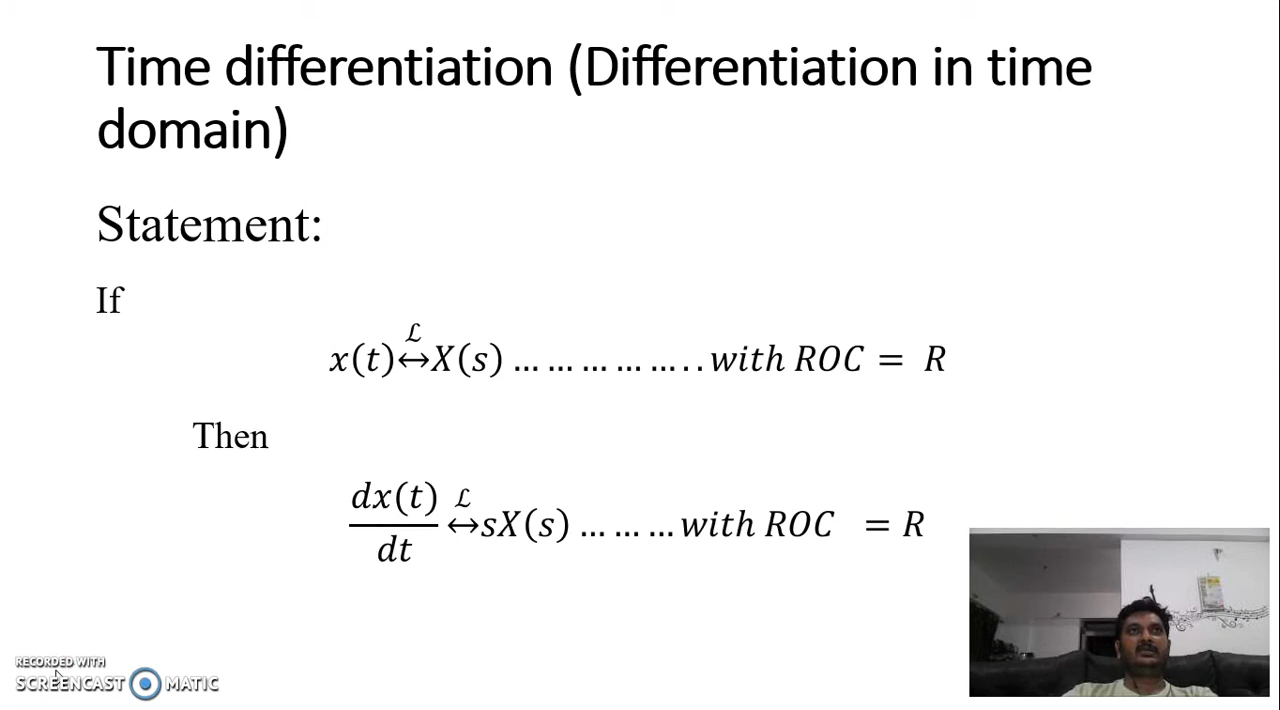 Time differentiation (Differentiation in time
domain)
Statement:
If
x(t) ℒ↔ X(s) … … … … … . . with ROC = R
Then
dx(t)/dt ℒ↔ sX(s) … … … with ROC = R
RECORDED WITH
SCREENCAST MATIC